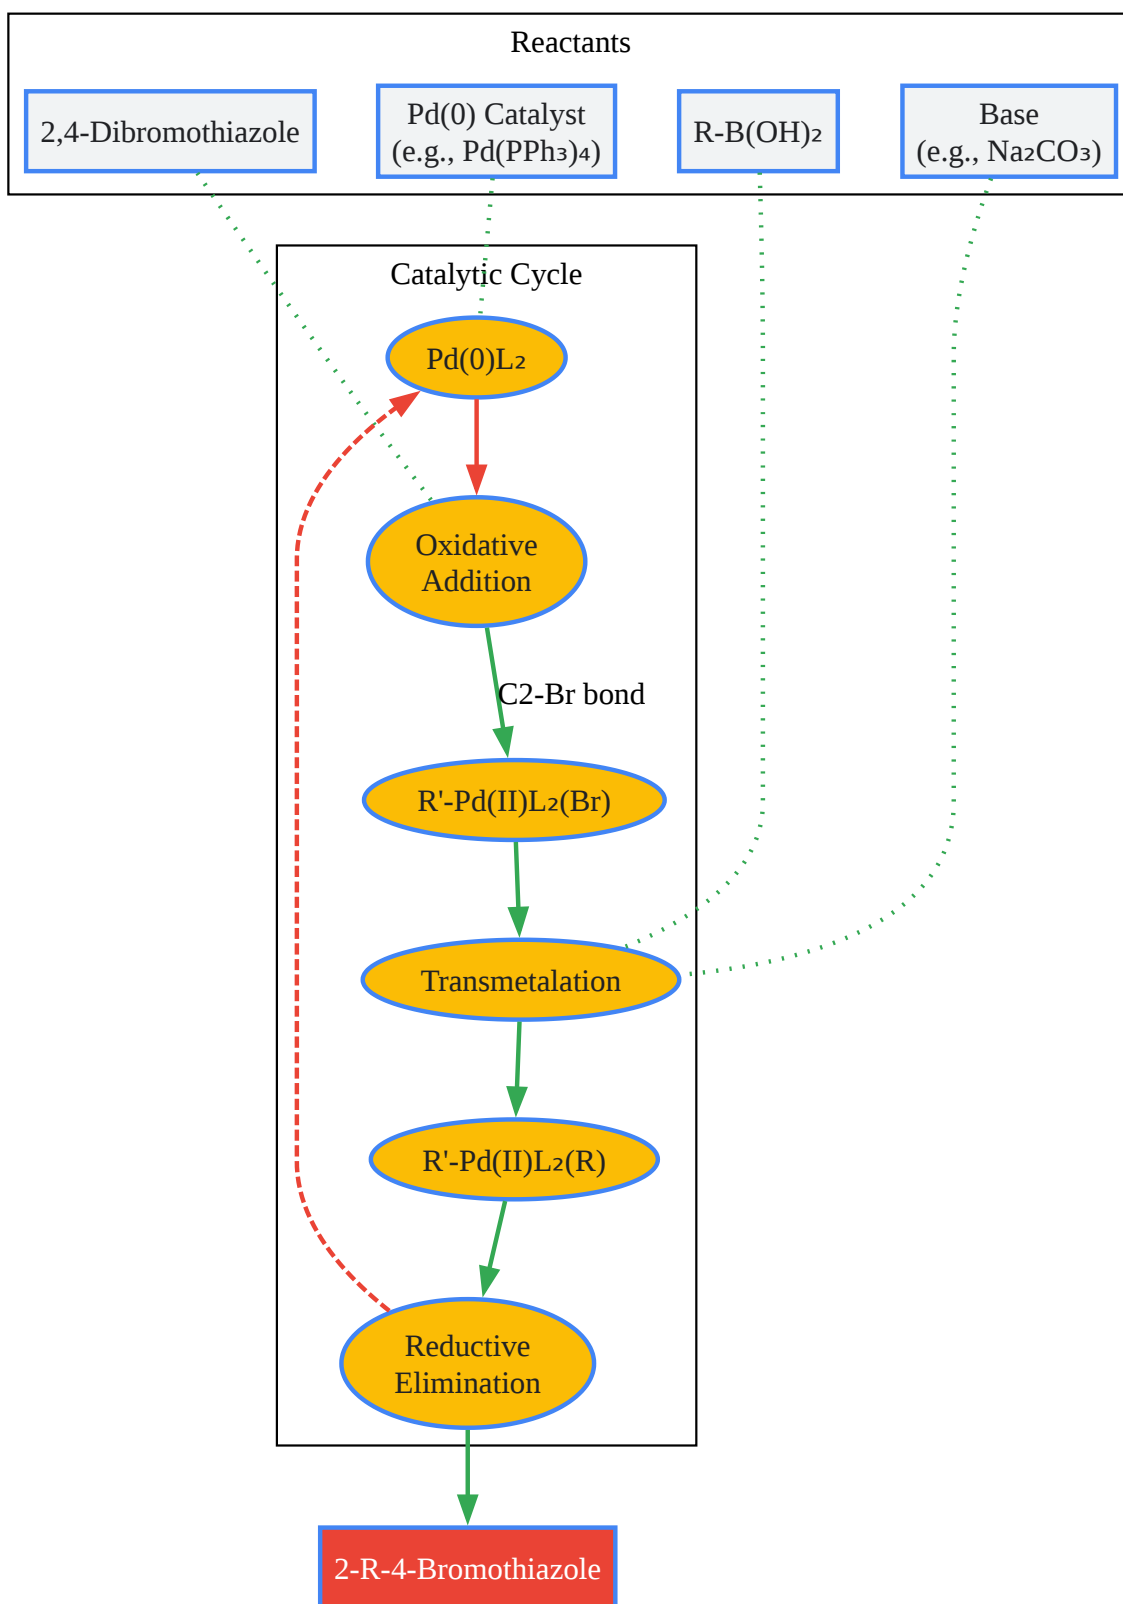 Reactants
2,4-Dibromothiazole
Pd(0) Catalyst
(e.g., Pd(PPh₃)₄)
R-B(OH)₂
Base
(e.g., Na₂CO₃)
Catalytic Cycle
Pd(0)L₂
Oxidative
Addition
C2-Br bond
R'-Pd(II)L₂(Br)
Transmetalation
R'-Pd(II)L₂(R)
Reductive
Elimination
2-R-4-Bromothiazole